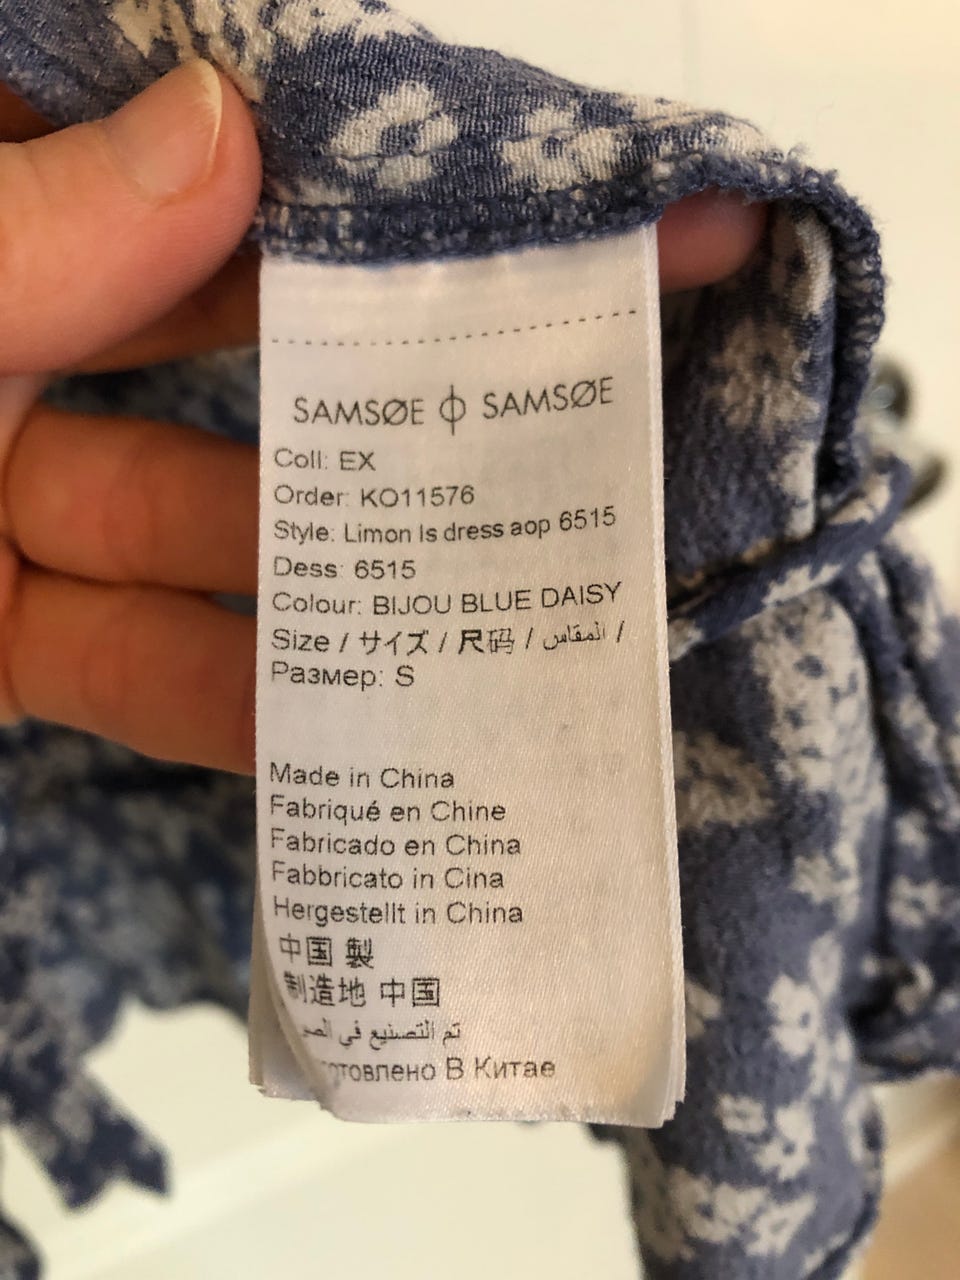 SAMSØE ϕ SAMSØE
Coll: EX
Order: KO11576
Style: Limon ls dress aop 6515
Dess: 6515
Colour: BIJOU BLUE DAISY
Size / サイズ / 尺码 / المقاس /
Размер: S
Made in China
Fabriqué en Chine
Fabricado en China
Fabbricato in Cina
Hergestellt in China
中国 製
制造地 中国
تم التصنيع في
В Китае